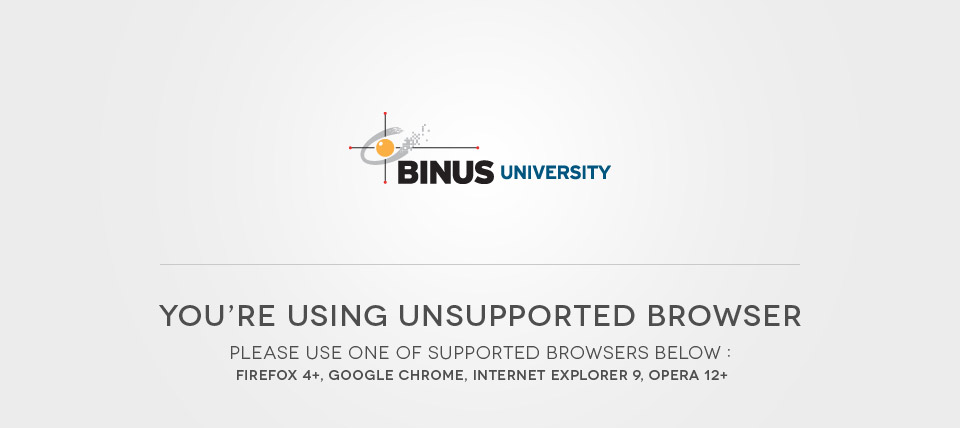 BINUS UNIVERSITY
YOU'RE USING UNSUPPORTED BROWSER
PLEASE USE ONE OF SUPPORTED BROWSERS BELOW :
FIREFOX 4+, GOOGLE CHROME, INTERNET EXPLORER 9, OPERA 12+